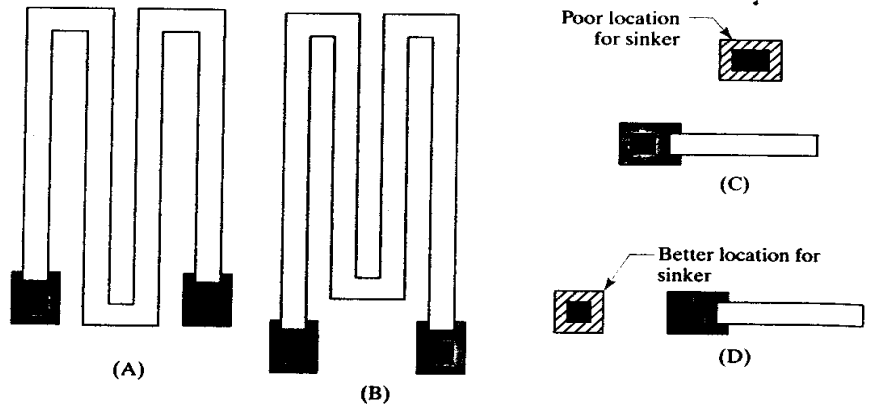 Poor location
for sinker
(C)
Better location for
sinker
(D)
(A)
(B)